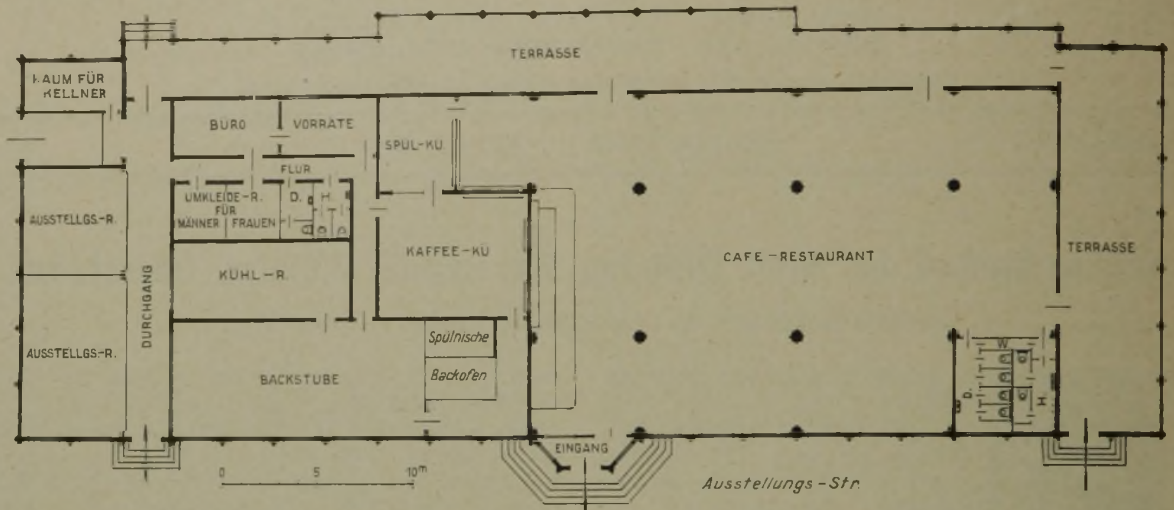 TERRASSE
RAUM FÜR
KELLNER
BÜRO
VORRÄTE
SPÜL-KÜ.
FLUR
UMKLEIDE-R.
FÜR
MÄNNER FRAUEN
D. H.
AUSSTELLGS-R.
KAFFEE-KÜ
CAFE-RESTAURANT
TERRASSE
KÜHL-R.
DURCHGANG
AUSSTELLGS.-R.
BACKSTUBE
Spülnische
Backofen
W.
D. H.
EINGANG
0 5 10m
Ausstellungs-Str.